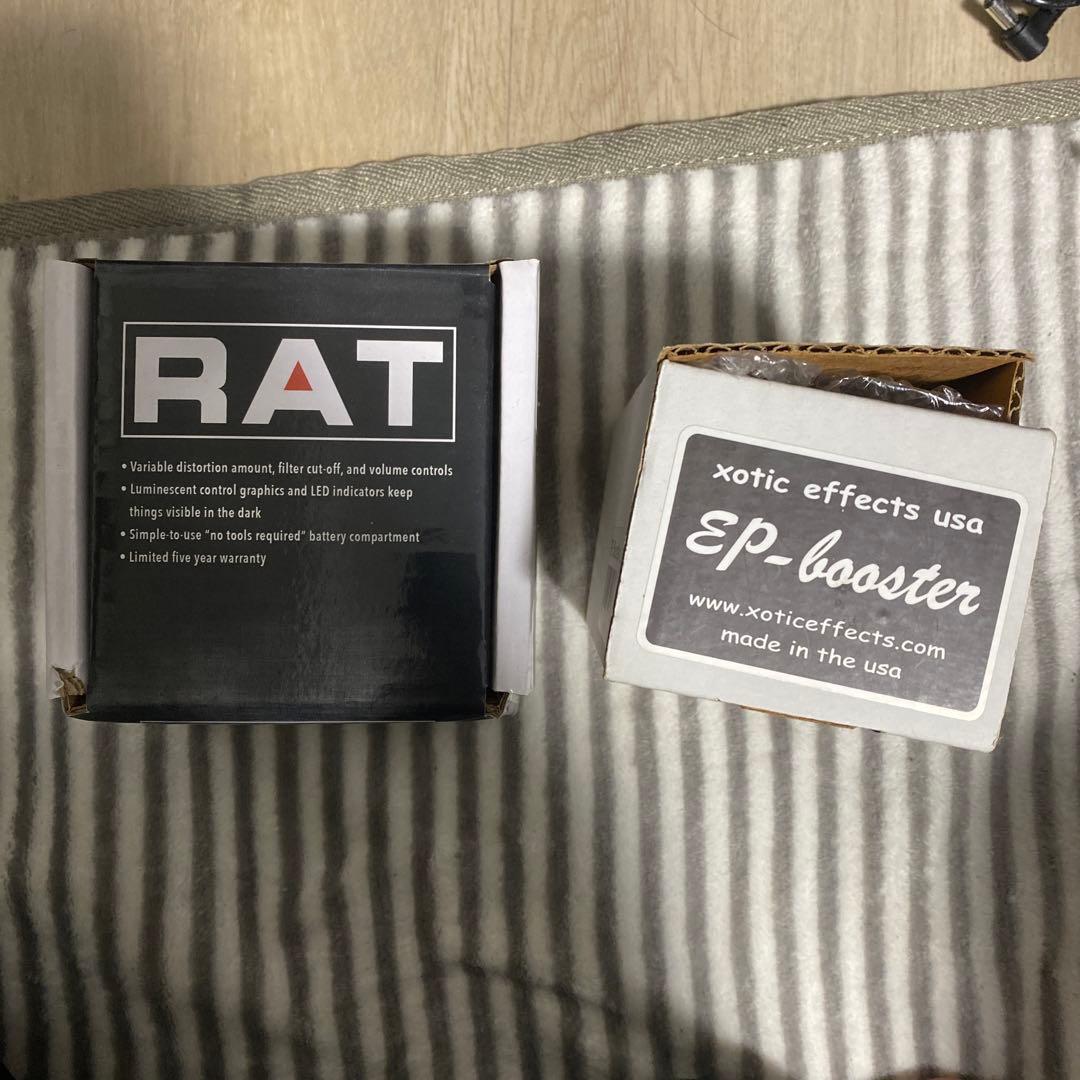 RAT
• Variable distortion amount, filter cut-off, and volume controls
• Luminescent control graphics and LED indicators keep
things visible in the dark
• Simple-to-use “no tools required” battery compartment
• Limited five year warranty
xotic effects usa
EP-booster
www.xoticeffects.com
made in the usa